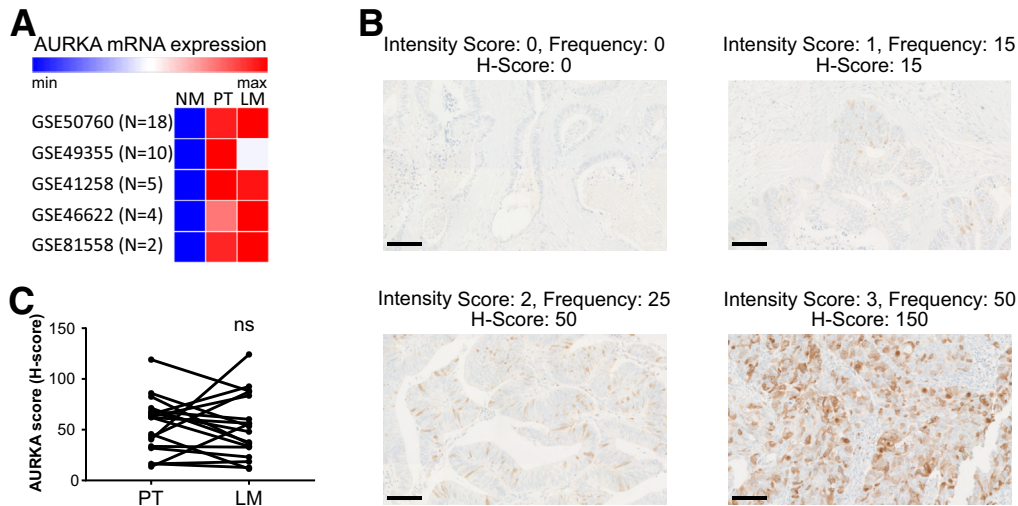 A
AURKA mRNA expression
min
max
NM PT LM
GSE50760 (N=18)
GSE49355 (N=10)
GSE41258 (N=5)
GSE46622 (N=4)
GSE81558 (N=2)
B
Intensity Score: 0, Frequency: 0
H-Score: 0
Intensity Score: 1, Frequency: 15
H-Score: 15
Intensity Score: 2, Frequency: 25
H-Score: 50
Intensity Score: 3, Frequency: 50
H-Score: 150
C
AURKA score (H-score)
150
100
50
0
ns
PT
LM